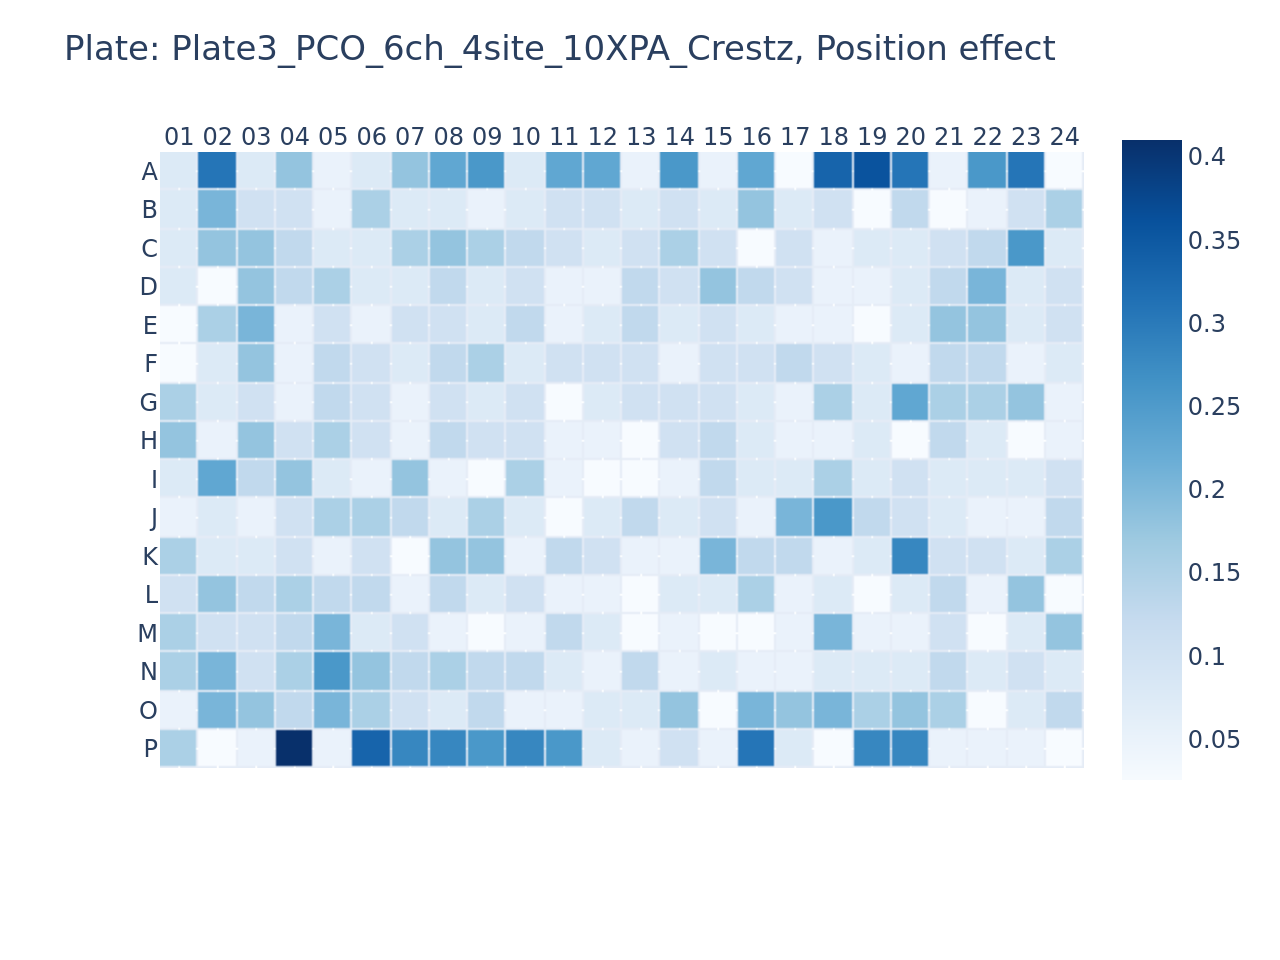 Plate: Plate3_PCO_6ch_4site_10XPA_Crestz, Position effect
01 02 03 04 05 06 07 08 09 10 11 12 13 14 15 16 17 18 19 20 21 22 23 24
A
B
C
D
E
F
G
H
I
J
K
L
M
N
O
P
0.4
0.35
0.3
0.25
0.2
0.15
0.1
0.05